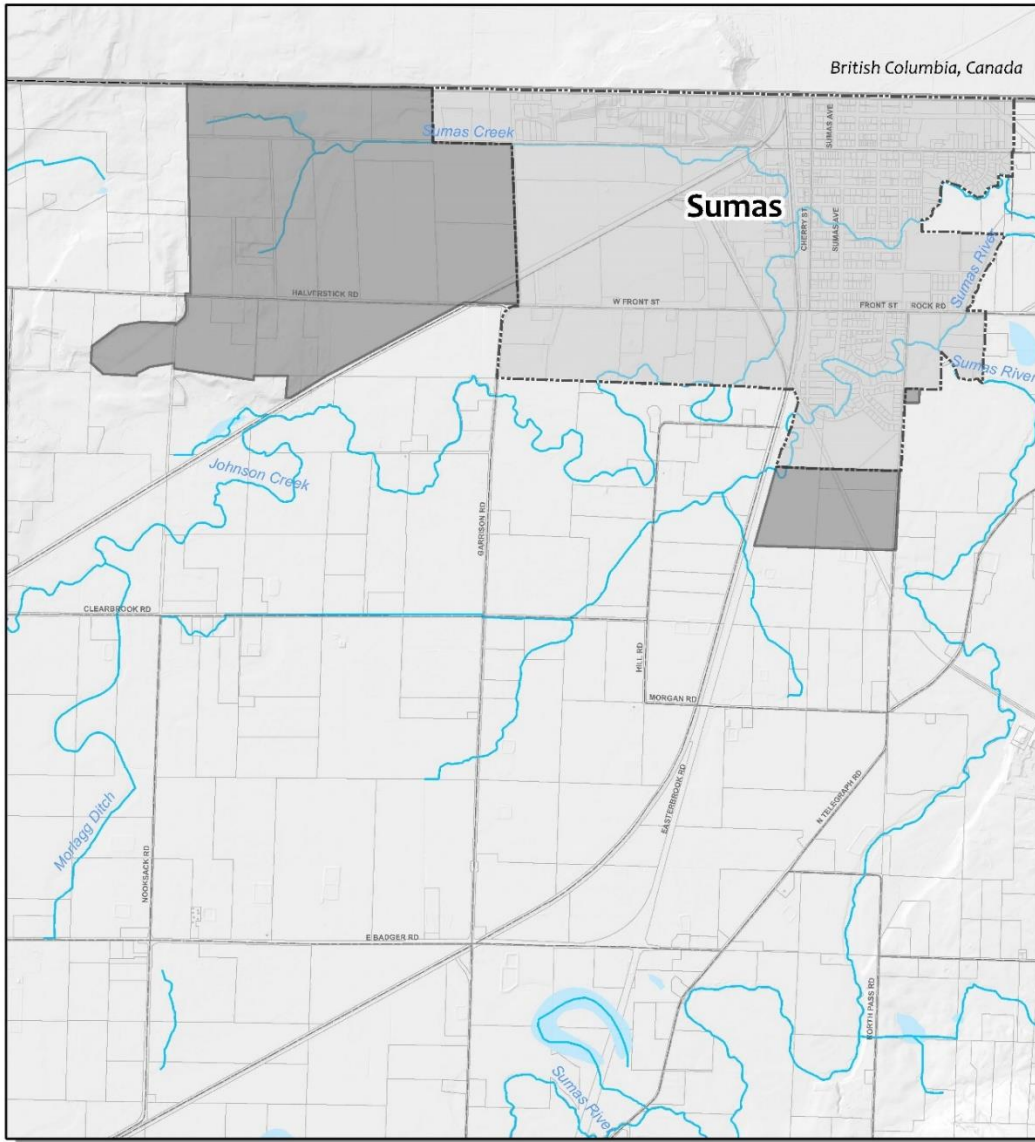 British Columbia, Canada
Sumas Creek
SUMAS AVE
Sumas
CHERRY ST
SUMAS AVE
Sumas River
HALVERSTICK RD
W FRONT ST
FRONT ST
ROCK RD
Sumas River
Johnson Creek
GARRISON RD
CLEARBROOK RD
HILL RD
MORGAN RD
EASTERBROOK RD
N TELEGRAPH RD
Morlagg Ditch
NOOKSACK RD
E BADGER RD
NORTH PASS RD
Sumas River